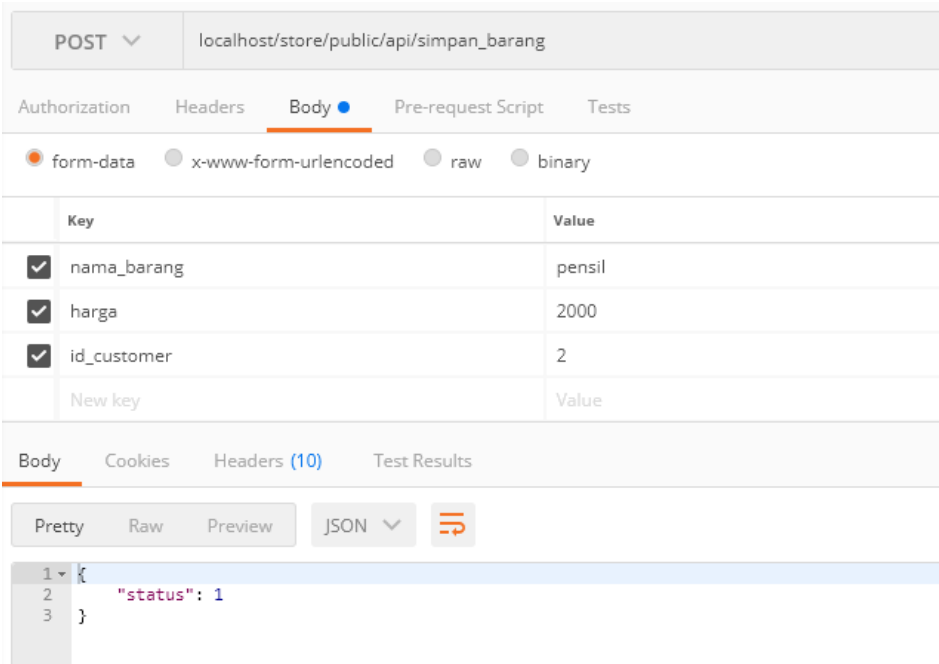 POST localhost/store/public/api/simpan_barang
Authorization Headers Body Pre-request Script Tests
form-data x-www-form-urlencoded raw binary
Key Value
nama_barang pensil
harga 2000
id_customer 2
New key Value
Body Cookies Headers (10) Test Results
Pretty Raw Preview JSON
1 {
2 "status": 1
3 }